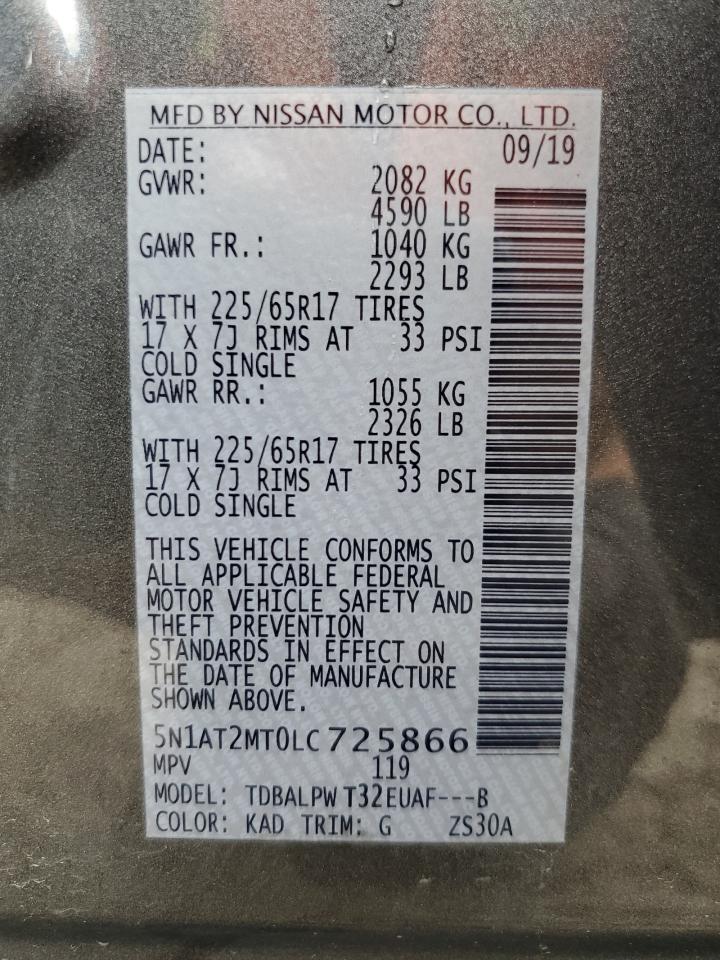 MFD BY NISSAN MOTOR CO., LTD.
DATE: 09/19
GVWR: 2082 KG
4590 LB
GAWR FR.: 1040 KG
2293 LB
WITH 225/65R17 TIRES
17 X 7J RIMS AT 33 PSI
COLD SINGLE
GAWR RR.: 1055 KG
2326 LB
WITH 225/65R17 TIRES
17 X 7J RIMS AT 33 PSI
COLD SINGLE
THIS VEHICLE CONFORMS TO
ALL APPLICABLE FEDERAL
MOTOR VEHICLE SAFETY AND
THEFT PREVENTION
STANDARDS IN EFFECT ON
THE DATE OF MANUFACTURE
SHOWN ABOVE.
5N1AT2MT0LC725866
MPV 119
MODEL: TDBALPW T32EUAF---B
COLOR: KAD TRIM: G ZS30A